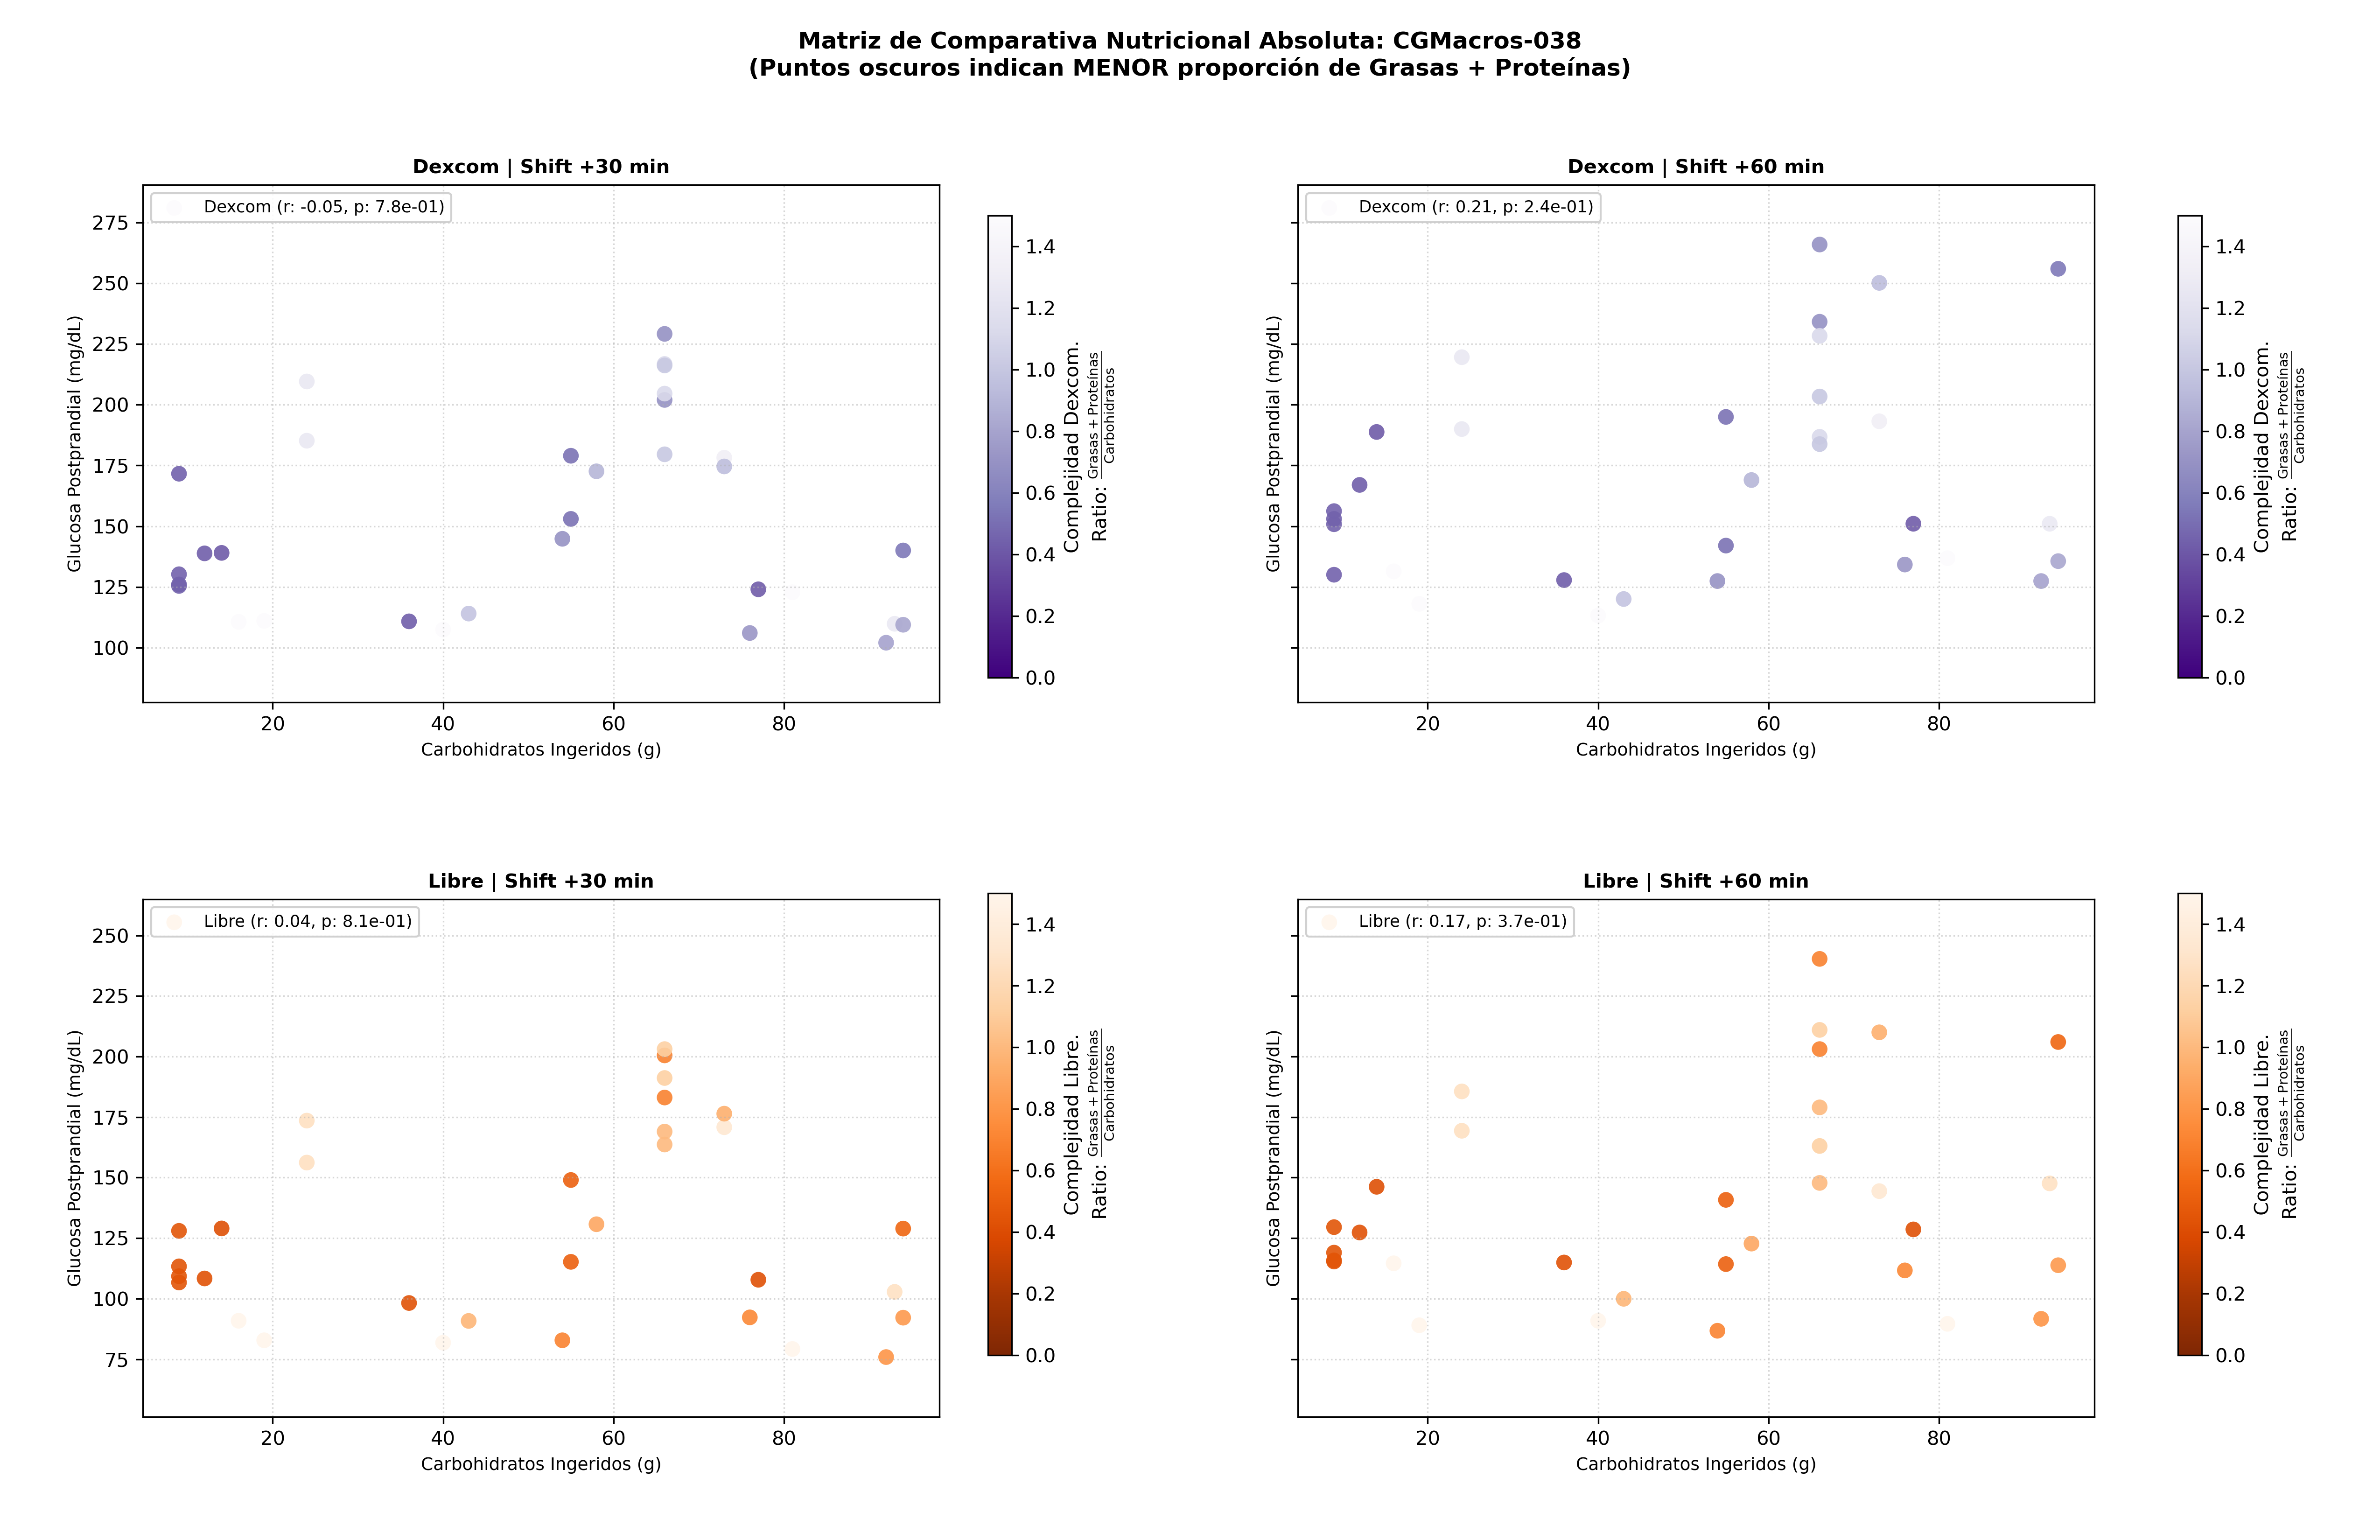 Matriz de Comparativa Nutricional Absoluta: CGMacros-038
(Puntos oscuros indican MENOR proporción de Grasas + Proteínas)
Dexcom | Shift +30 min
Dexcom (r: -0.05, p: 7.8e-01)
Glucosa Postprandial (mg/dL)
275
250
225
200
175
150
125
100
20 40 60 80
Carbohidratos Ingeridos (g)
1.4
1.2
1.0
0.8
0.6
0.4
0.2
0.0
Complejidad Dexcom.
Ratio: Grasas + Proteínas
Carbohidratos
Dexcom | Shift +60 min
Dexcom (r: 0.21, p: 2.4e-01)
Glucosa Postprandial (mg/dL)
20 40 60 80
Carbohidratos Ingeridos (g)
1.4
1.2
1.0
0.8
0.6
0.4
0.2
0.0
Complejidad Dexcom.
Ratio: Grasas + Proteínas
Carbohidratos
Libre | Shift +30 min
Libre (r: 0.04, p: 8.1e-01)
Glucosa Postprandial (mg/dL)
250
225
200
175
150
125
100
75
20 40 60 80
Carbohidratos Ingeridos (g)
1.4
1.2
1.0
0.8
0.6
0.4
0.2
0.0
Complejidad Libre.
Ratio: Grasas + Proteínas
Carbohidratos
Libre | Shift +60 min
Libre (r: 0.17, p: 3.7e-01)
Glucosa Postprandial (mg/dL)
20 40 60 80
Carbohidratos Ingeridos (g)
1.4
1.2
1.0
0.8
0.6
0.4
0.2
0.0
Complejidad Libre.
Ratio: Grasas + Proteínas
Carbohidratos